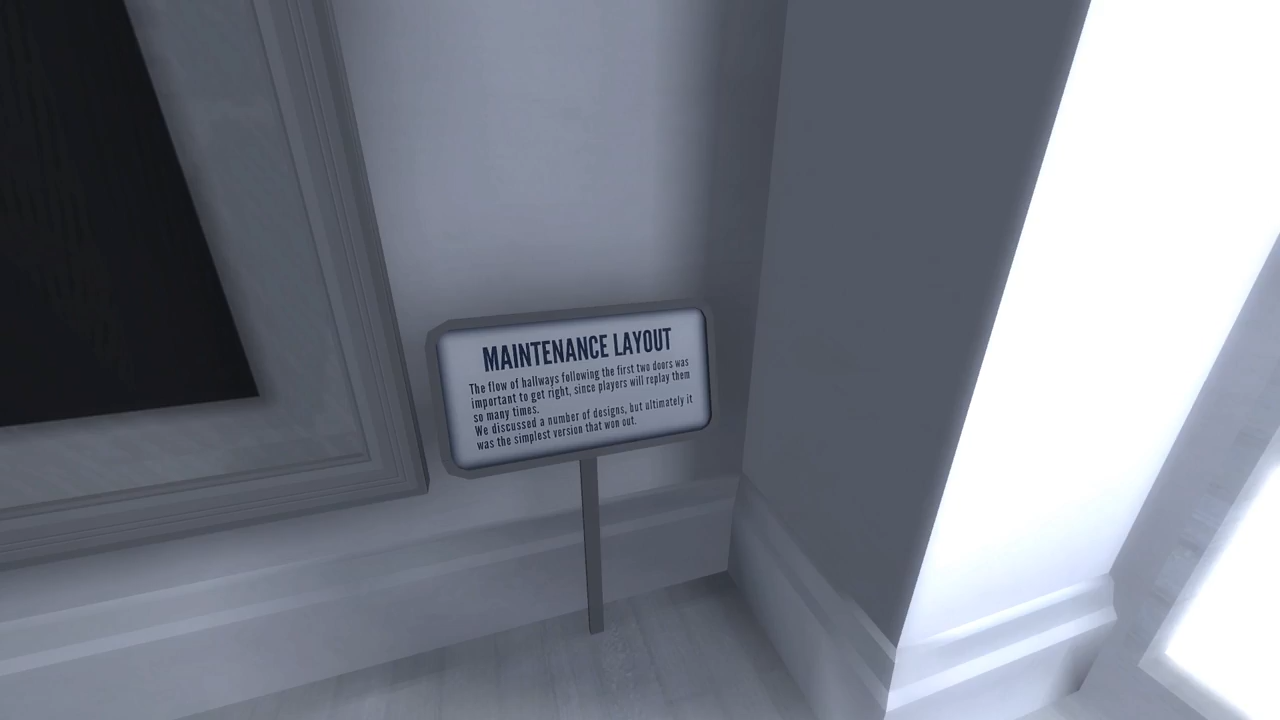 MAINTENANCE LAYOUT
The flow of hallways following the first two doors was
important to get right, since players will replay them
so many times.
We discussed a number of designs, but ultimately it
was the simplest version that won out.